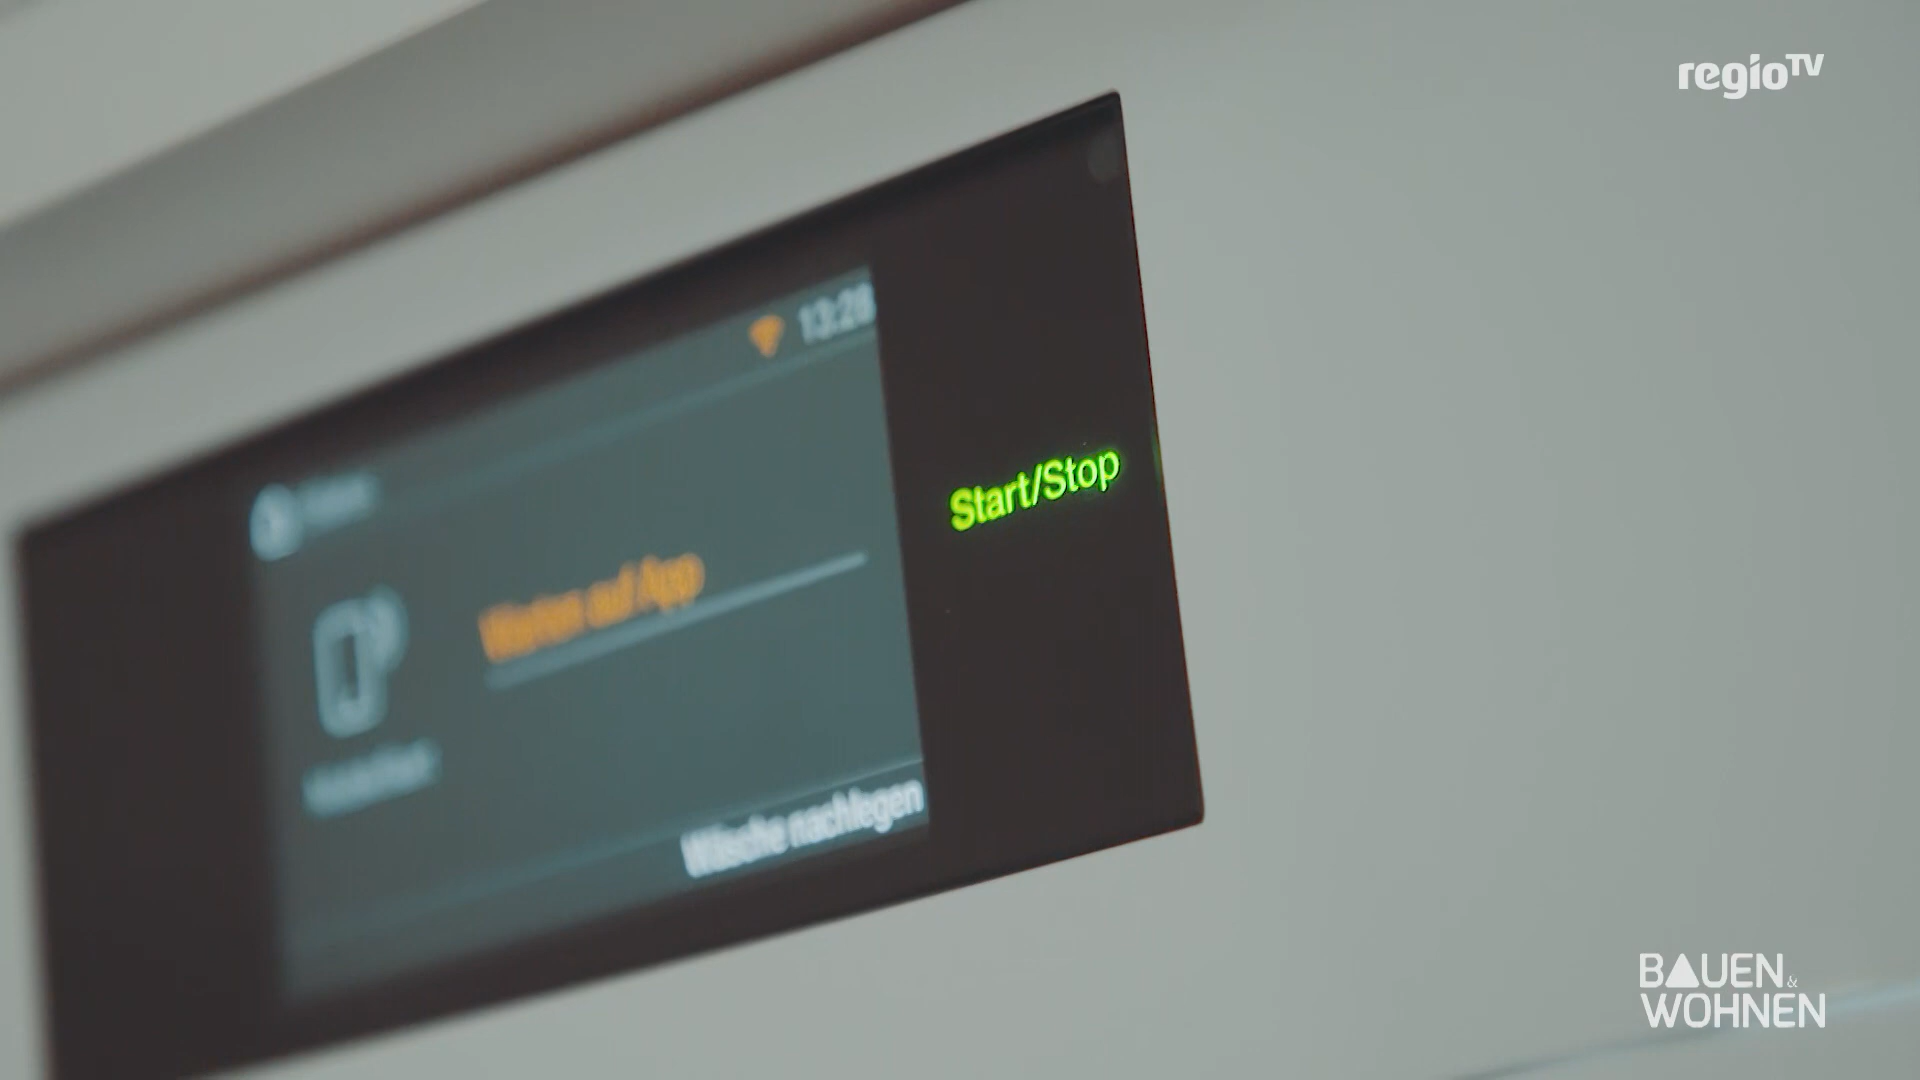 regioTV
13:28
Start/Stop
Warten auf App
Wäsche nachlegen
BAUEN &
WOHNEN